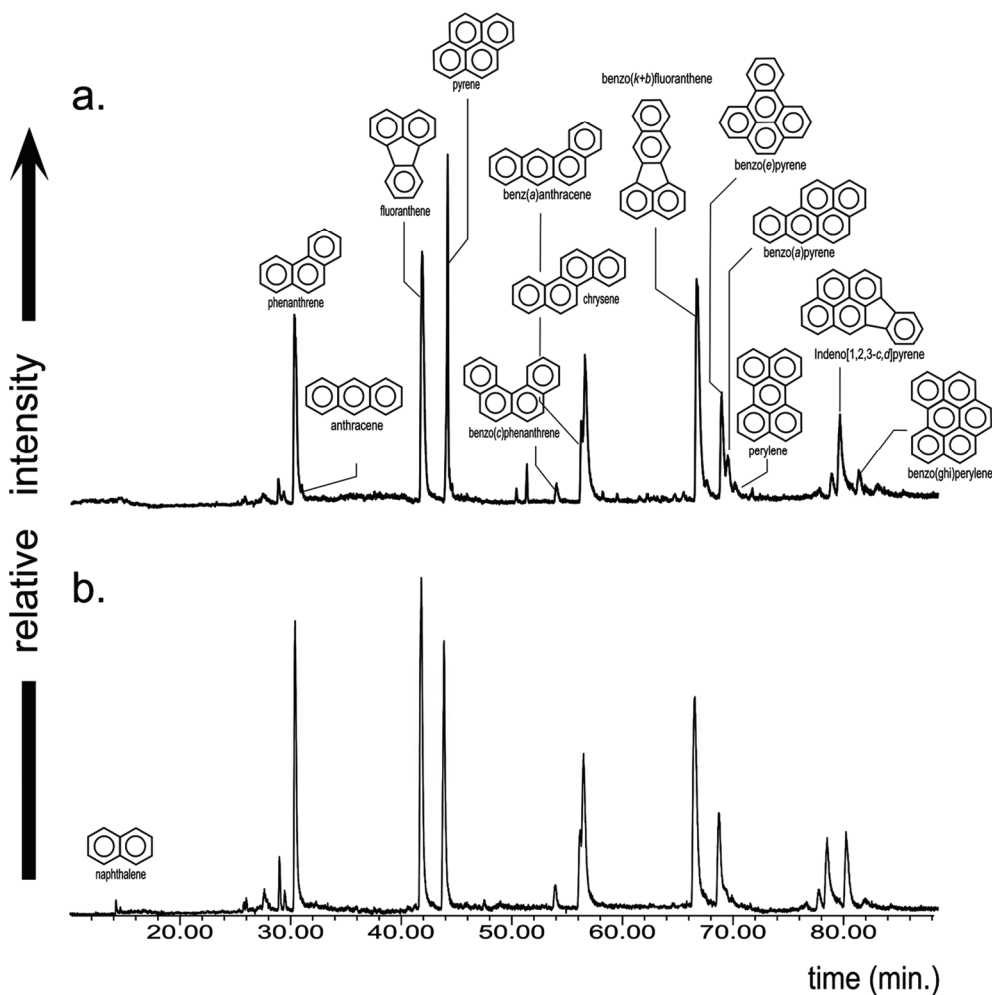 a.
pyrene
benzo(k+b)fluoranthene
benzo(e)pyrene
benz(a)anthracene
fluoranthene
benzo(a)pyrene
phenanthrene
chrysene
Indeno[1,2,3-c,d]pyrene
anthracene
benzo(c)phenanthrene
perylene
benzo(ghi)perylene
relative intensity
b.
naphthalene
20.00 30.00 40.00 50.00 60.00 70.00 80.00
time (min.)